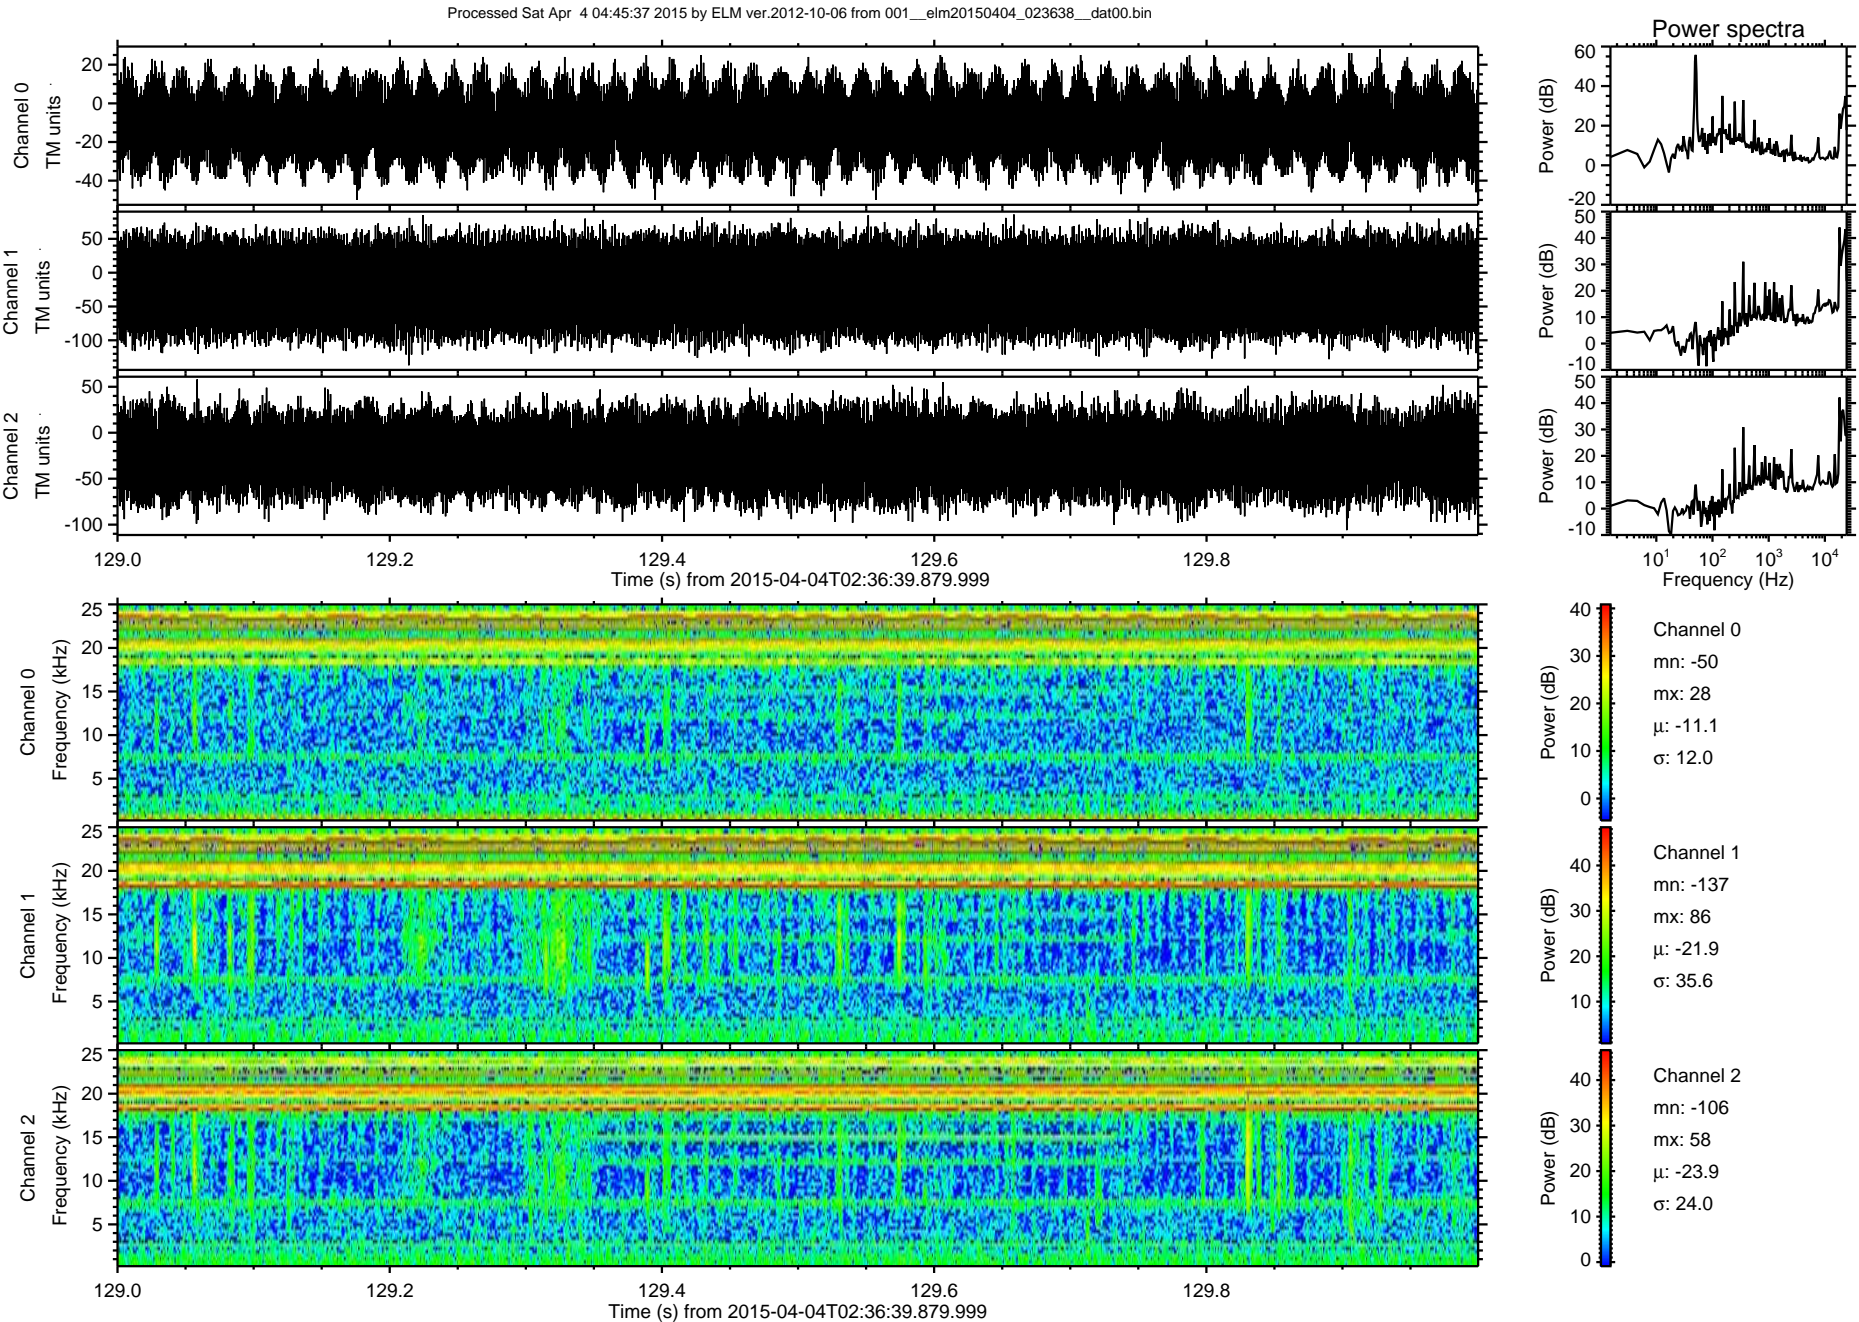 Processed Sat Apr  4 04:45:37 2015 by ELM ver.2012-10-06 from 001__elm20150404_023638__dat00.bin
Power spectra
Channel 0
TM units
20
0
-20
-40
Power (dB)
60
40
20
0
-20
Channel 1
TM units
50
0
-50
-100
Power (dB)
50
40
30
20
10
0
-10
Channel 2
TM units
50
0
-50
-100
Power (dB)
50
40
30
20
10
0
-10
129.0 129.2 129.4 129.6 129.8
Time (s) from 2015-04-04T02:36:39.879.999
10^1 10^2 10^3 10^4
Frequency (Hz)
Channel 0
Frequency (kHz)
25
20
15
10
5
Power (dB)
40
30
20
10
0
Channel 0
mn: -50
mx: 28
μ: -11.1
σ: 12.0
Channel 1
Frequency (kHz)
25
20
15
10
5
Power (dB)
40
30
20
10
Channel 1
mn: -137
mx: 86
μ: -21.9
σ: 35.6
Channel 2
Frequency (kHz)
25
20
15
10
5
Power (dB)
40
30
20
10
0
Channel 2
mn: -106
mx: 58
μ: -23.9
σ: 24.0
129.0 129.2 129.4 129.6 129.8
Time (s) from 2015-04-04T02:36:39.879.999